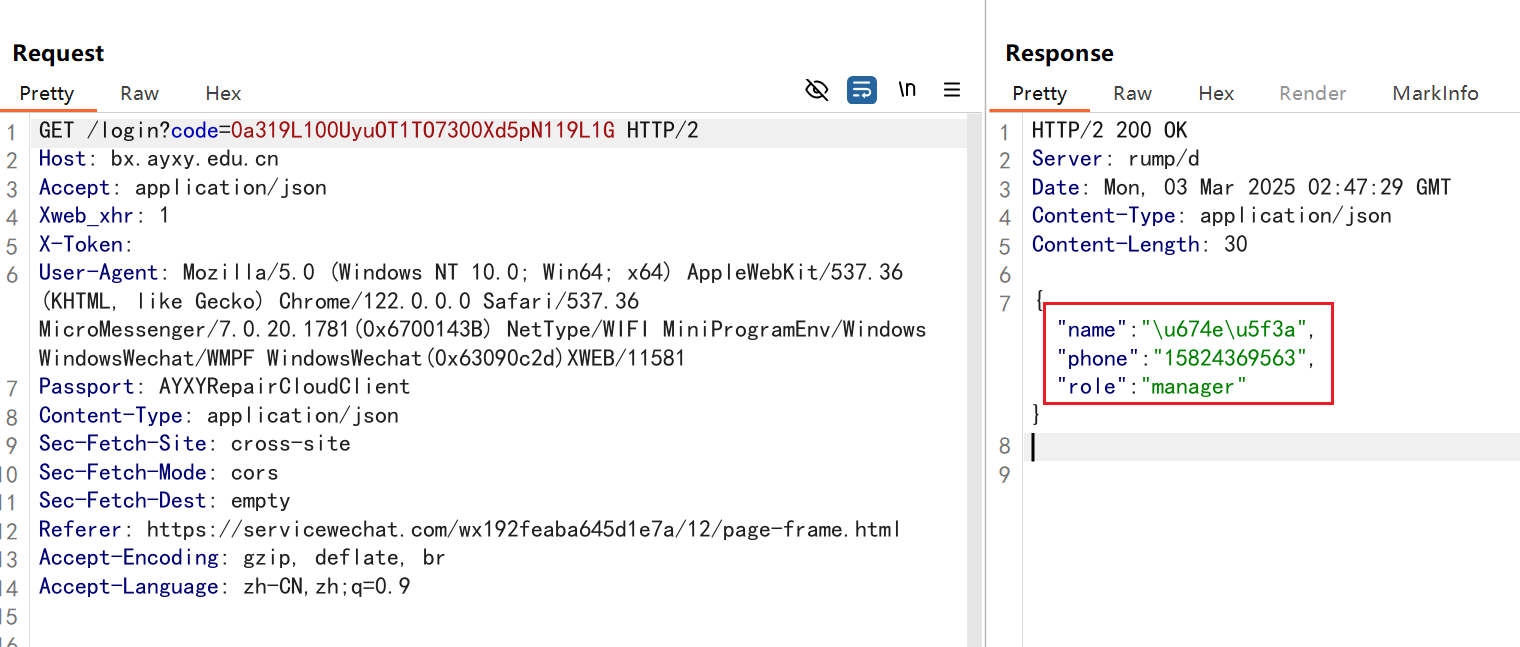 Request
Pretty Raw Hex
\n
1 GET /login?code=0a319L100Uyu0T1T07300Xd5pN119L1G HTTP/2
2 Host: bx.ayxy.edu.cn
3 Accept: application/json
4 Xweb_xhr: 1
5 X-Token:
6 User-Agent: Mozilla/5.0 (Windows NT 10.0; Win64; x64) AppleWebKit/537.36
(KHTML, like Gecko) Chrome/122.0.0.0 Safari/537.36
MicroMessenger/7.0.20.1781(0x6700143B) NetType/WIFI MiniProgramEnv/Windows
WindowsWechat/WMPF WindowsWechat(0x63090c2d)XWEB/11581
7 Passport: AYXYRepairCloudClient
8 Content-Type: application/json
9 Sec-Fetch-Site: cross-site
10 Sec-Fetch-Mode: cors
11 Sec-Fetch-Dest: empty
12 Referer: https://servicewechat.com/wx192feaba645d1e7a/12/page-frame.html
13 Accept-Encoding: gzip, deflate, br
14 Accept-Language: zh-CN,zh;q=0.9
15
16
Response
Pretty Raw Hex Render MarkInfo
1 HTTP/2 200 OK
2 Server: rump/d
3 Date: Mon, 03 Mar 2025 02:47:29 GMT
4 Content-Type: application/json
5 Content-Length: 30
6
7 {
"name":"\u674e\u5f3a",
"phone":"15824369563",
"role":"manager"
}
8
9